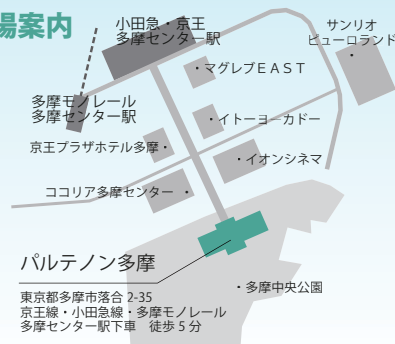 場案内
小田急・京王
多摩センター駅
サンリオ
ピューロランド
・マグレブEAST
多摩モノレール
多摩センター駅
・イトーヨーカドー
京王プラザホテル多摩・
・イオンシネマ
ココリア多摩センター ・
パルテノン多摩
東京都多摩市落合 2-35
京王線・小田急線・多摩モノレール
多摩センター駅下車 徒歩 5 分
・多摩中央公園